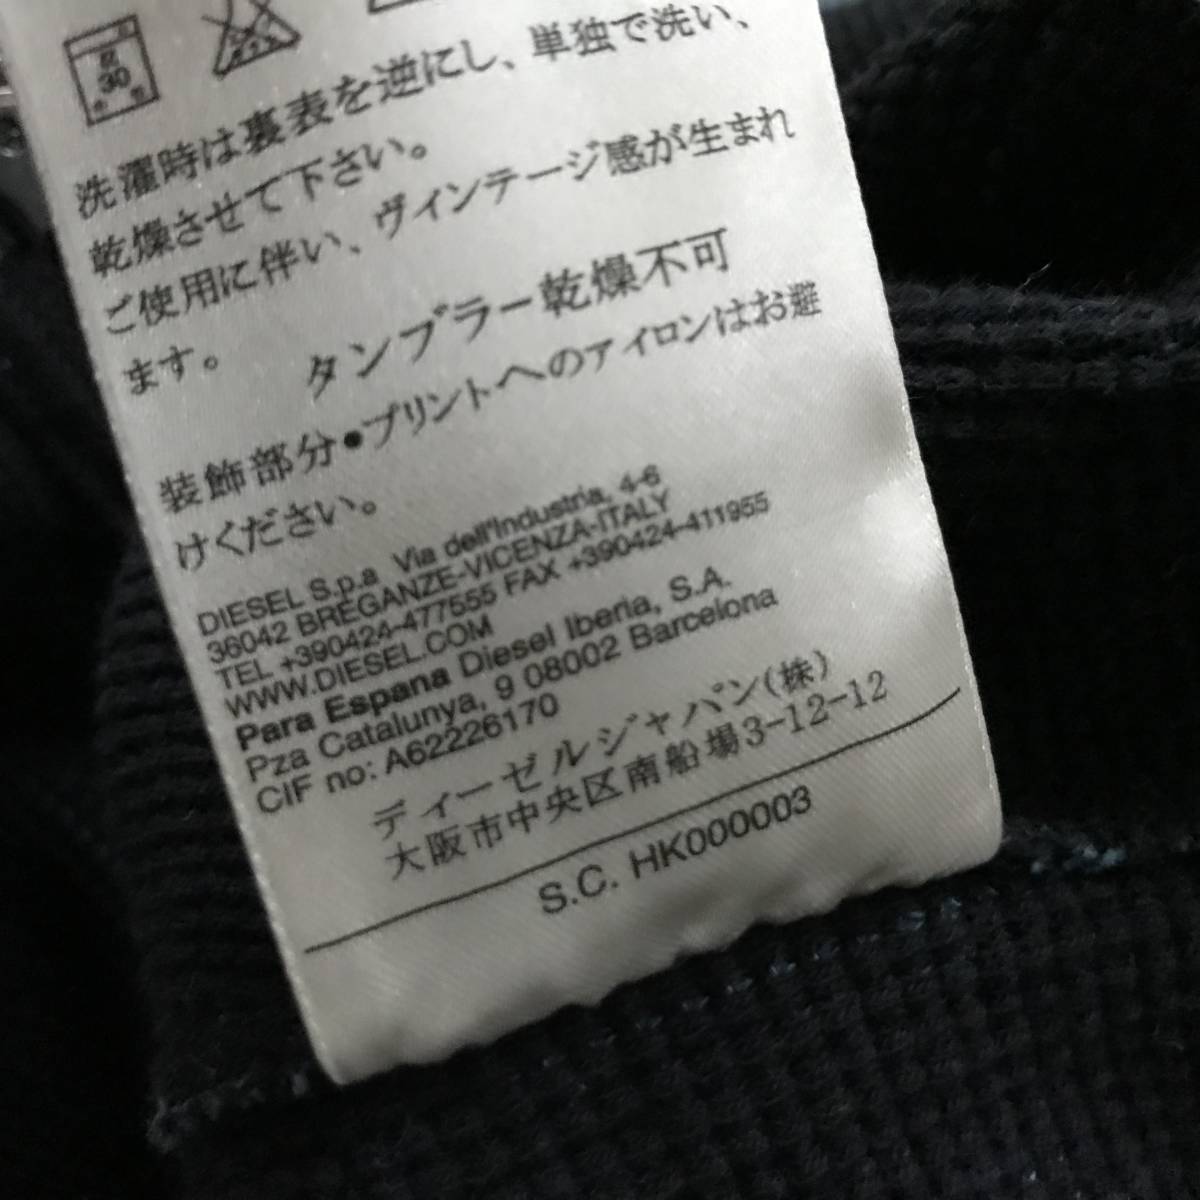 弱
30
洗濯時は裏表を逆にし、単独で洗い、
乾燥させて下さい。
ご使用に伴い、ヴィンテージ感が生まれ
ます。
タンブラー乾燥不可
装飾部分•プリントへのアイロンはお避
けください。
DIESEL S.p.a Via dell'Industria, 4-6
36042 BREGANZE-VICENZA-ITALY
TEL +390424-477555 FAX +390424-411955
WWW.DIESEL.COM
Para Espana Diesel Iberia, S.A.
Pza Catalunya, 9 08002 Barcelona
CIF no: A62226170
ディーゼルジャパン(株)
大阪市中央区南船場3-12-12
S.C. HK000003